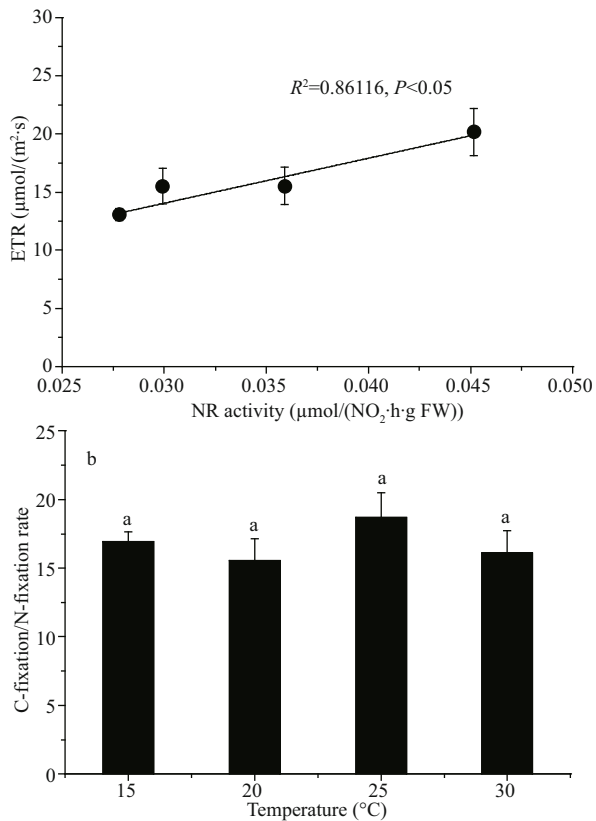 30
25
20
15
10
5
0
ETR (μmol/(m²·s)
R²=0.86116, P<0.05
0.025 0.030 0.035 0.040 0.045 0.050
NR activity (μmol/(NO₂·h·g FW))
25
20
15
10
5
0
C-fixation/N-fixation rate
b
a a a a
15 20 25 30
Temperature (°C)